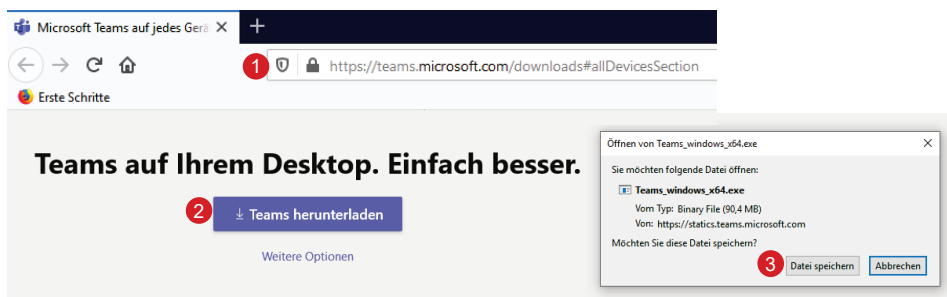 Microsoft Teams auf jedes Gerä
1 https://teams.microsoft.com/downloads#allDevicesSection
Erste Schritte
Teams auf Ihrem Desktop. Einfach besser.
2 Teams herunterladen
Weitere Optionen
Öffnen von Teams_windows_x64.exe
Sie möchten folgende Datei öffnen:
Teams_windows_x64.exe
Vom Typ: Binary File (90,4 MB)
Von: https://statics.teams.microsoft.com
Möchten Sie diese Datei speichern?
3 Datei speichern Abbrechen